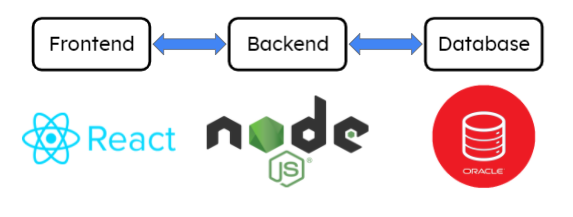 Frontend
Backend
Database
React
node
JS®
ORACLE